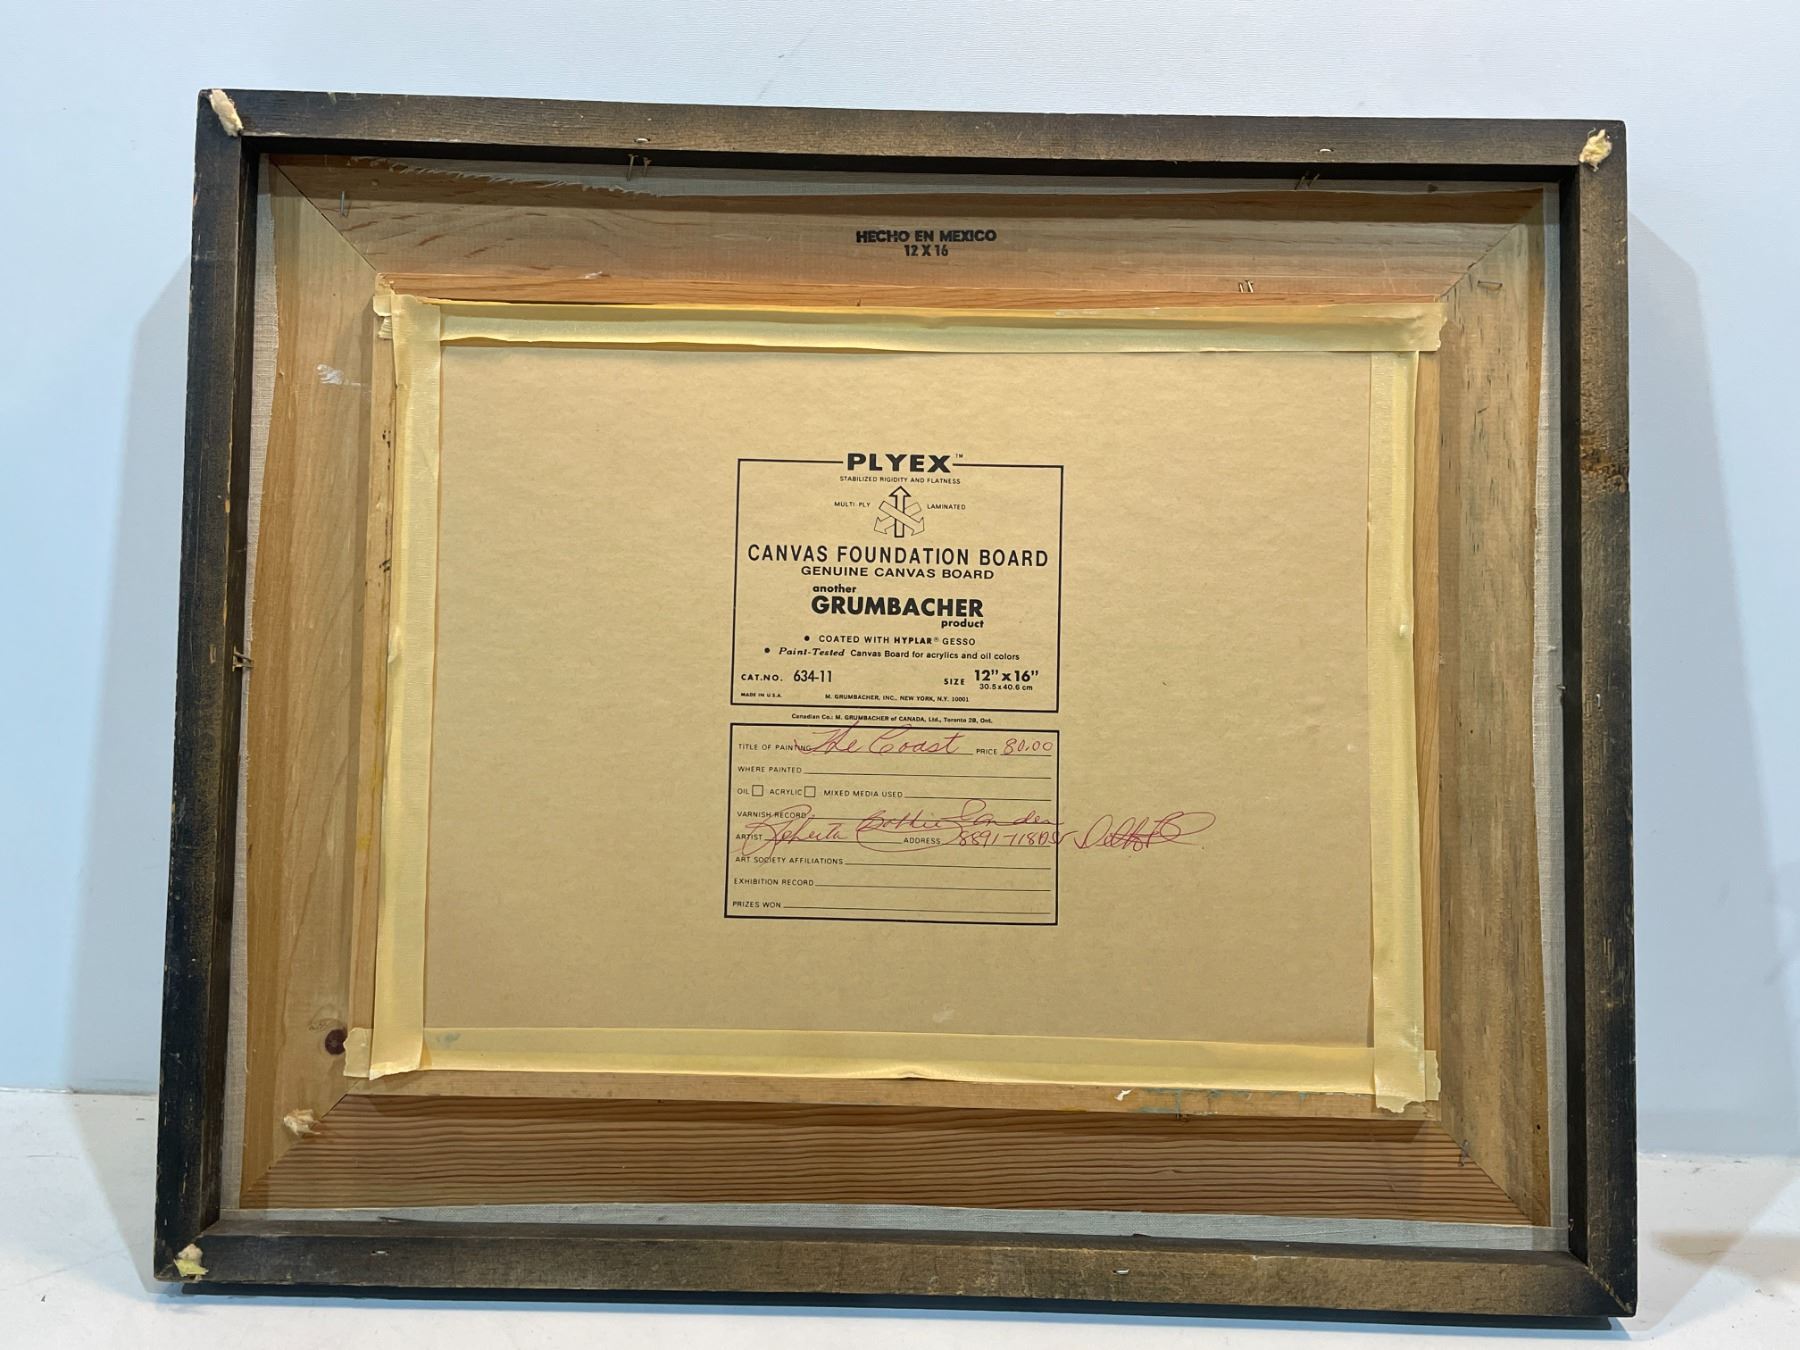 HECHO EN MEXICO
12 X 16
PLYEX™
STABILIZED RIGIDITY AND FLATNESS
MULTI-PLY LAMINATED
CANVAS FOUNDATION BOARD
GENUINE CANVAS BOARD
another
GRUMBACHER
product
• COATED WITH HYPLAR® GESSO
• Paint-Tested Canvas Board for acrylics and oil colors
CAT.NO. 634-11 SIZE 12" x 16"
30.5 x 40.6 cm
MADE IN U.S.A. M. GRUMBACHER, INC., NEW YORK, N.Y. 10001
Canadian Co.: M. GRUMBACHER of CANADA, Ltd., Toronto 2B, Ont.
TITLE OF PAINTING The Coast PRICE 80.00
WHERE PAINTED
OIL ACRYLIC MIXED MEDIA USED
VARNISH RECORD
ARTIST Roberta ADDRESS
ART SOCIETY AFFILIATIONS
EXHIBITION RECORD
PRIZES WON